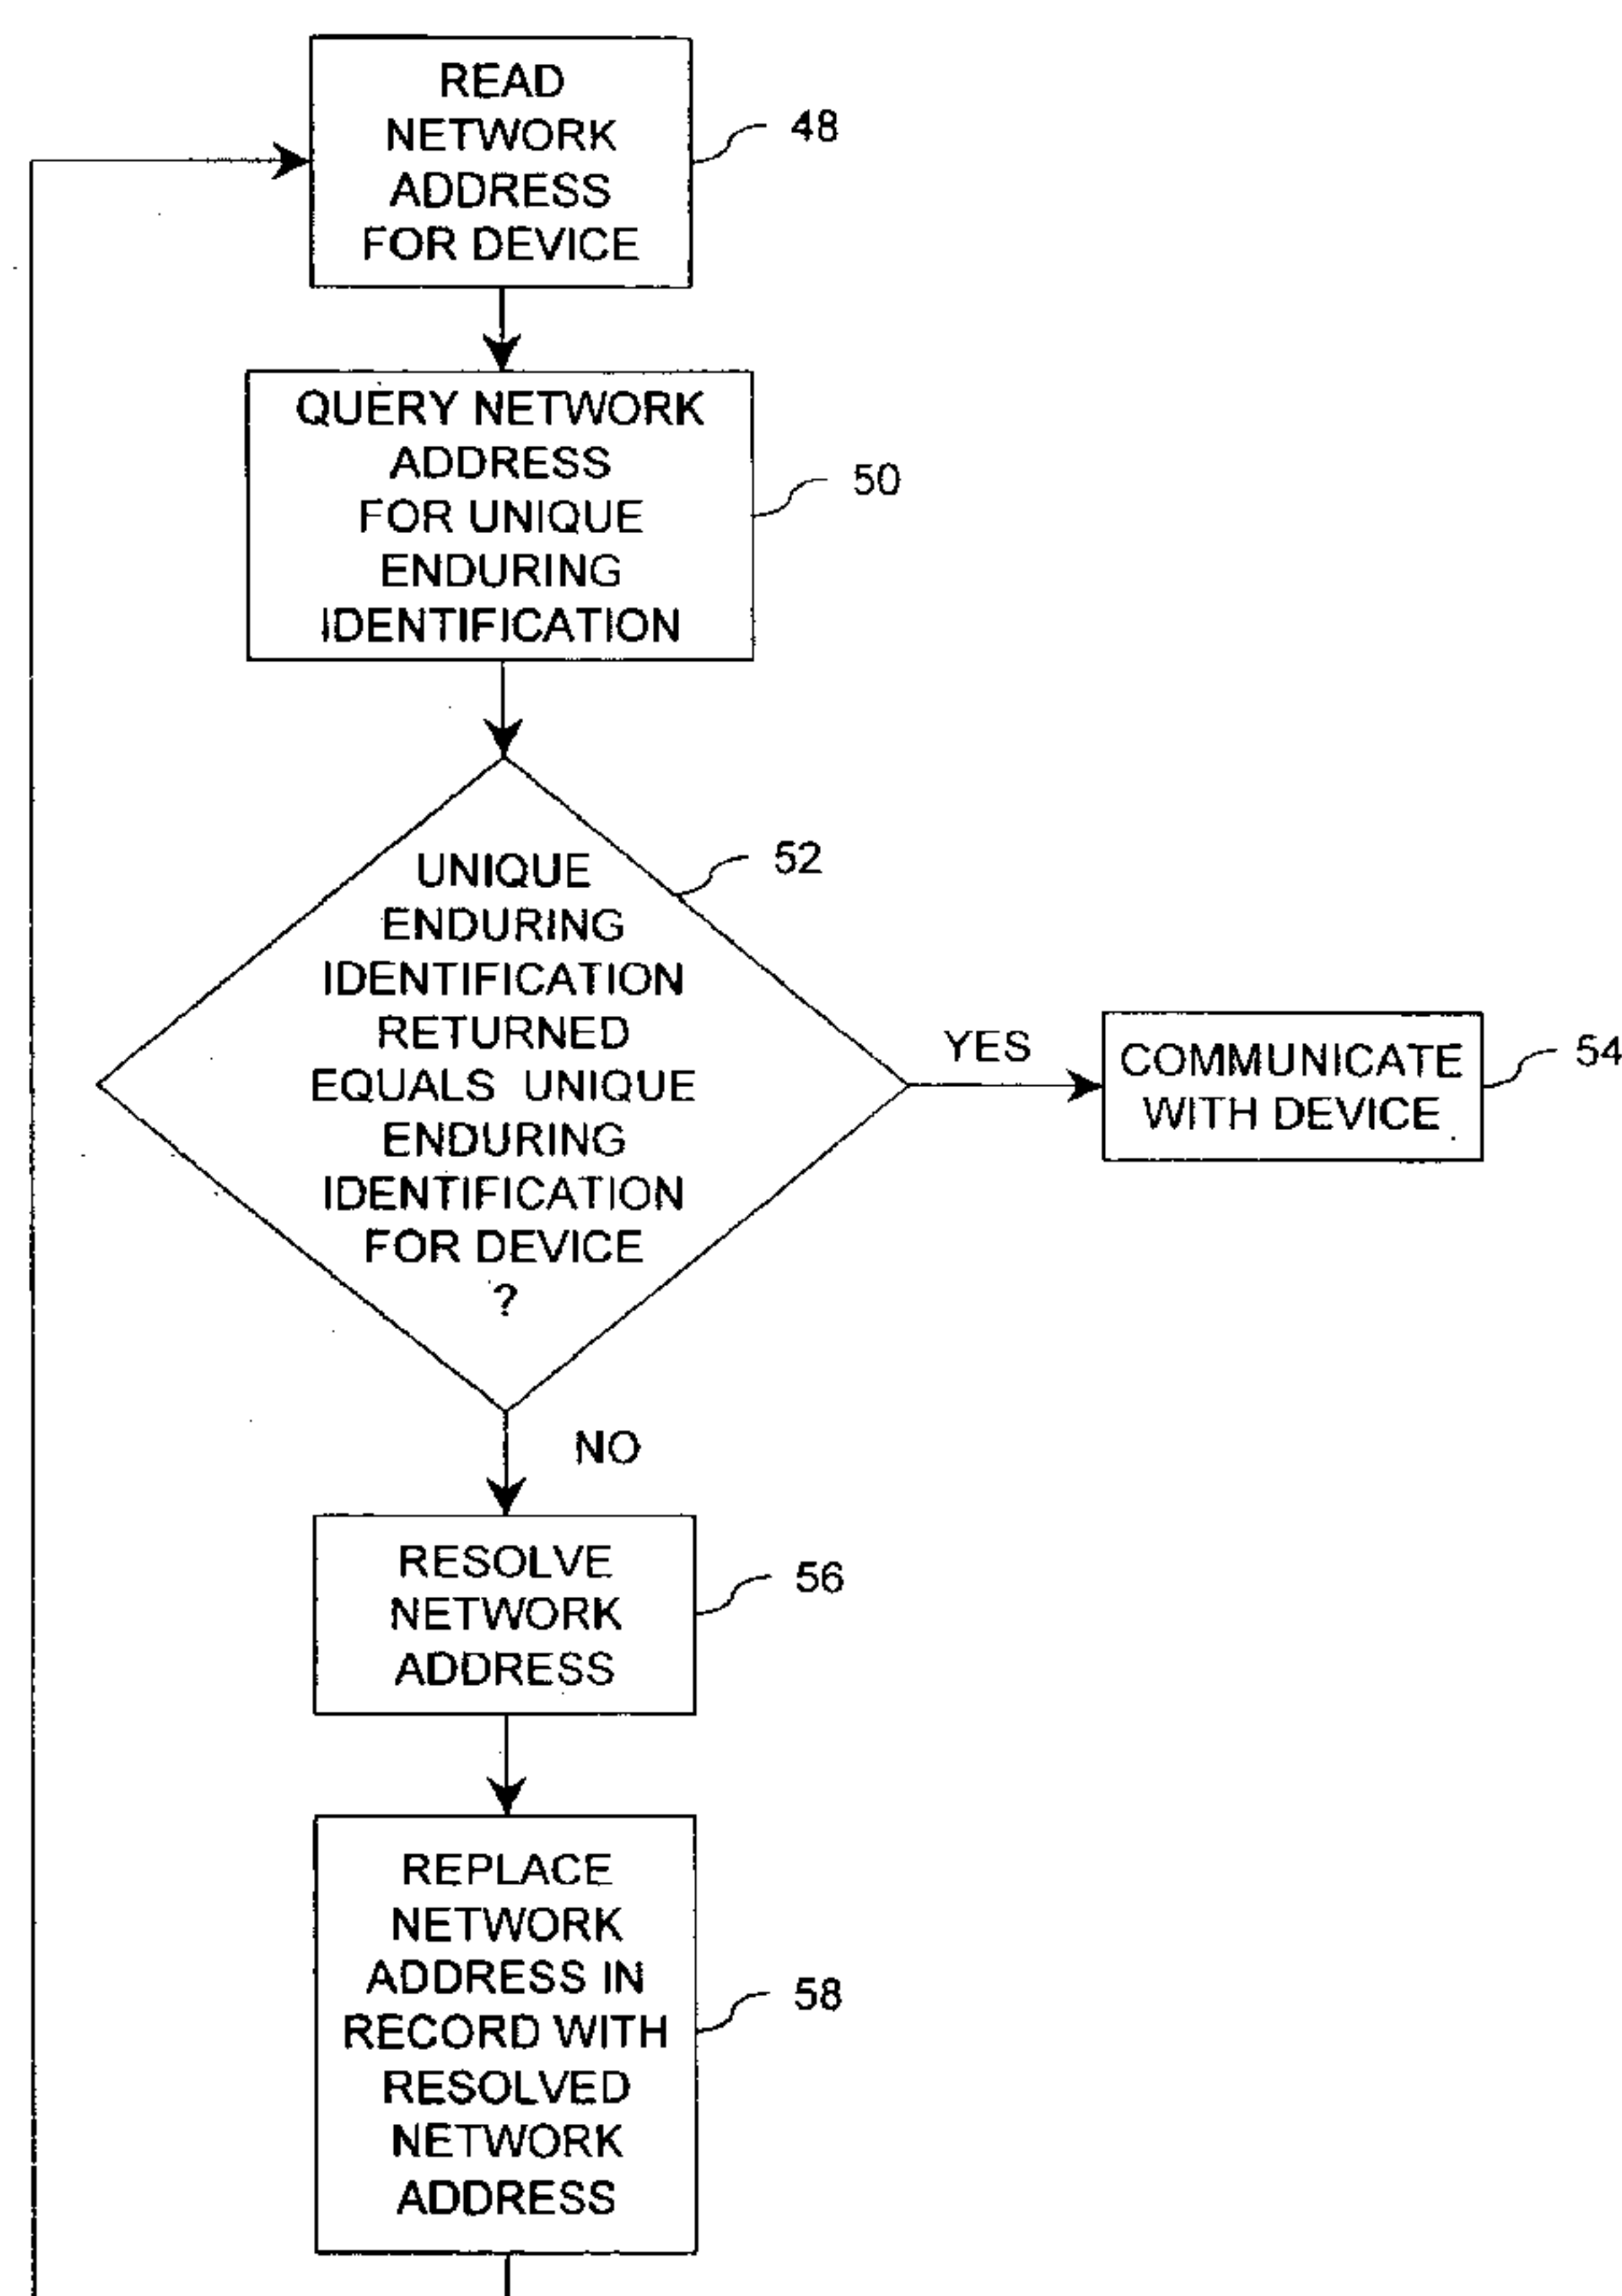 READ
NETWORK
ADDRESS
FOR DEVICE
48
QUERY NETWORK
ADDRESS
FOR UNIQUE
ENDURING
IDENTIFICATION
50
UNIQUE
ENDURING
IDENTIFICATION
RETURNED
EQUALS UNIQUE
ENDURING
IDENTIFICATION
FOR DEVICE
?
52
YES
COMMUNICATE
WITH DEVICE
54
NO
RESOLVE
NETWORK
ADDRESS
56
REPLACE
NETWORK
ADDRESS IN
RECORD WITH
RESOLVED
NETWORK
ADDRESS
58